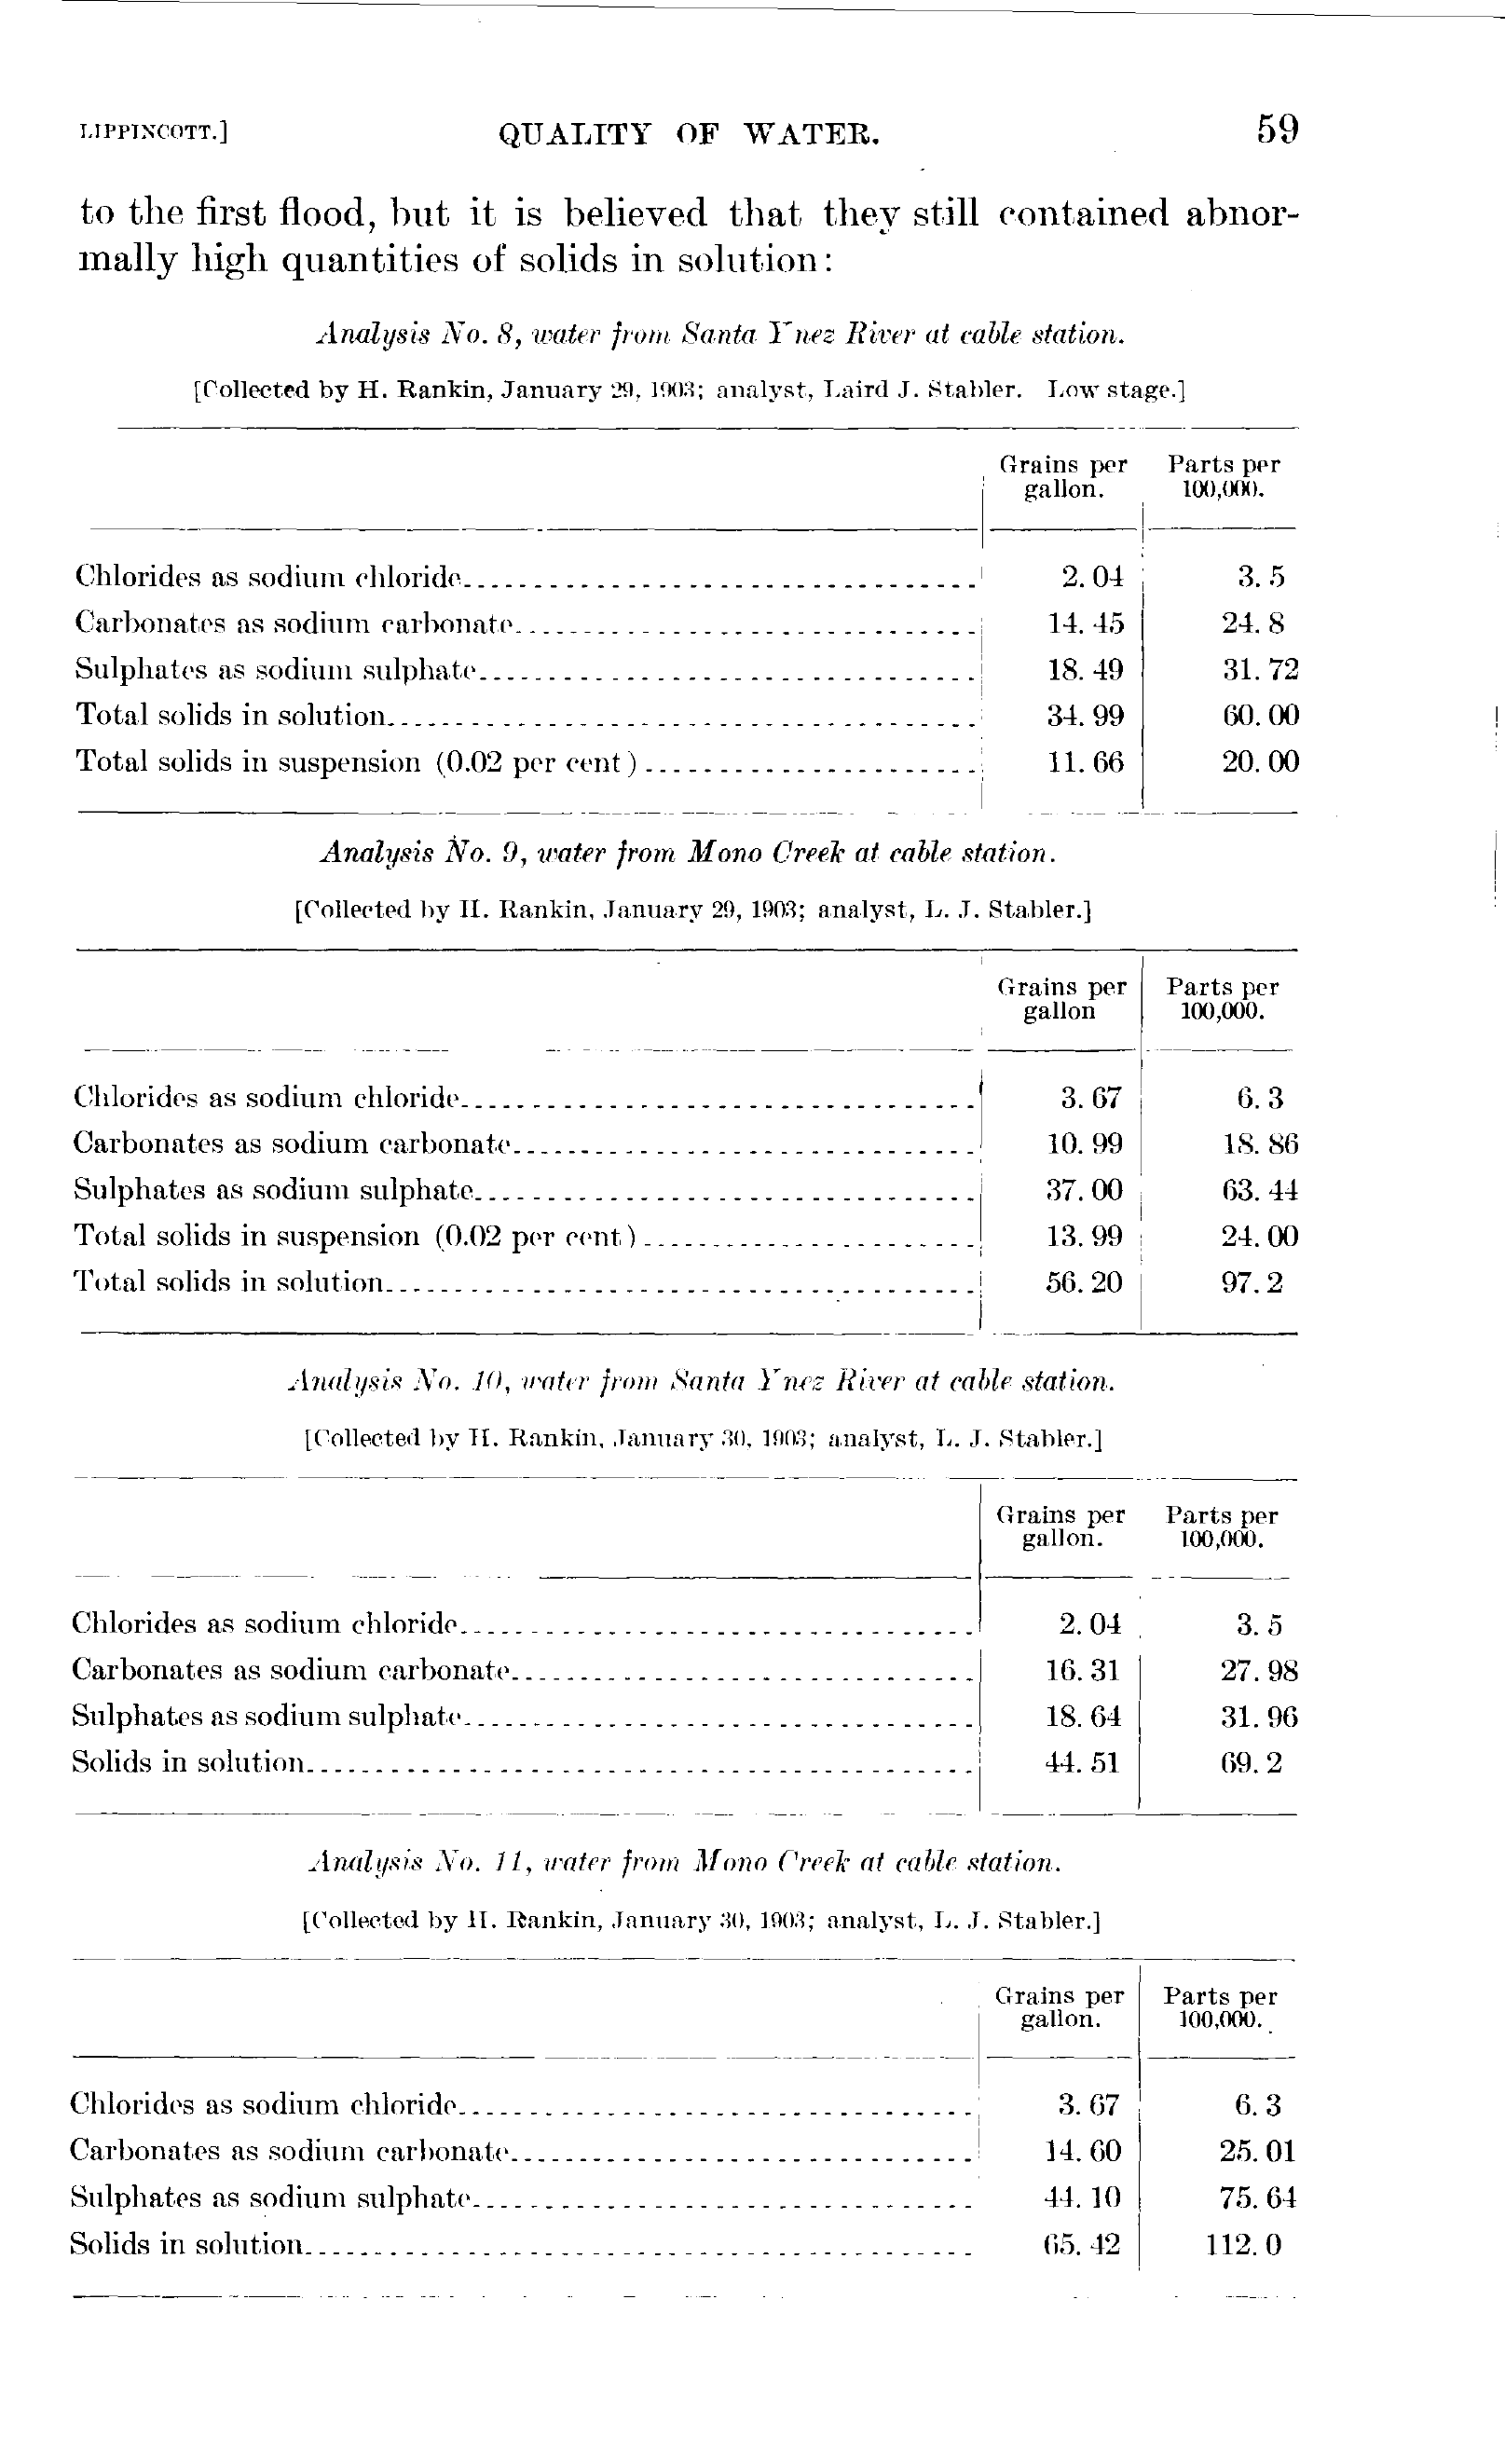 LIPPINCOTT.] QUALITY OF WATER. 59
to the first flood, but it is believed that they still contained abnor-
mally high quantities of solids in solution:
Analysis No. 8, water from Santa Ynez River at cable station.
[Collected by H. Rankin, January 29, 1903; analyst, Laird J. Stabler. Low stage.]
Grains per gallon. Parts per 100,000.
Chlorides as sodium chloride 2.04 3.5
Carbonates as sodium carbonate 14.45 24.8
Sulphates as sodium sulphate 18.49 31.72
Total solids in solution 34.99 60.00
Total solids in suspension (0.02 per cent) 11.66 20.00
Analysis No. 9, water from Mono Creek at cable station.
[Collected by H. Rankin, January 29, 1903; analyst, L. J. Stabler.]
Grains per gallon Parts per 100,000.
Chlorides as sodium chloride 3.67 6.3
Carbonates as sodium carbonate 10.99 18.86
Sulphates as sodium sulphate 37.00 63.44
Total solids in suspension (0.02 per cent) 13.99 24.00
Total solids in solution 56.20 97.2
Analysis No. 10, water from Santa Ynez River at cable station.
[Collected by H. Rankin, January 30, 1903; analyst, L. J. Stabler.]
Grains per gallon. Parts per 100,000.
Chlorides as sodium chloride 2.04 3.5
Carbonates as sodium carbonate 16.31 27.98
Sulphates as sodium sulphate 18.64 31.96
Solids in solution 44.51 69.2
Analysis No. 11, water from Mono Creek at cable station.
[Collected by H. Rankin, January 30, 1903; analyst, L. J. Stabler.]
Grains per gallon. Parts per 100,000.
Chlorides as sodium chloride 3.67 6.3
Carbonates as sodium carbonate 14.60 25.01
Sulphates as sodium sulphate 44.10 75.64
Solids in solution 65.42 112.0